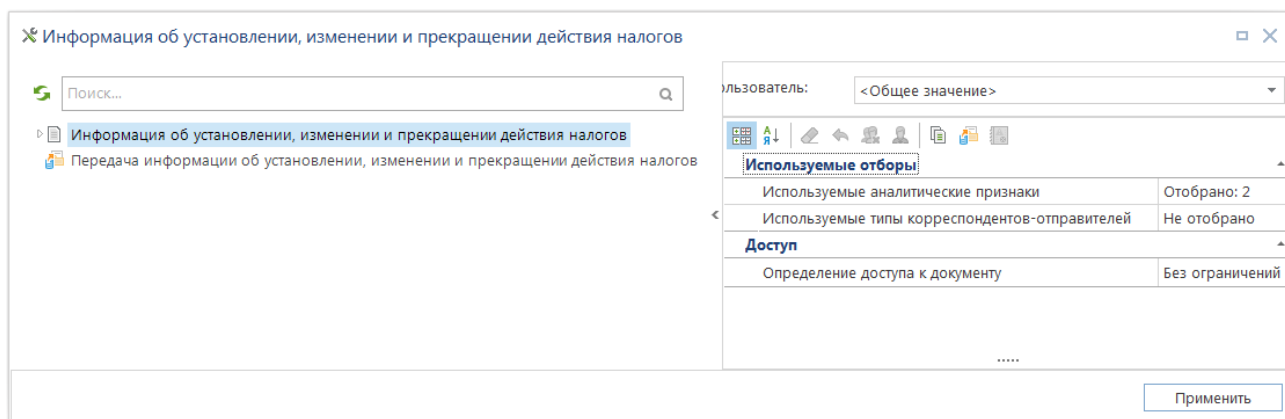 Информация об установлении, изменении и прекращении действия налогов
Поиск...
Информация об установлении, изменении и прекращении действия налогов
Передача информации об установлении, изменении и прекращении действия налогов
ользователь: <Общее значение>
Используемые отборы
Используемые аналитические признаки Отобрано: 2
Используемые типы корреспондентов-отправителей Не отобрано
Доступ
Определение доступа к документу Без ограничений
Применить